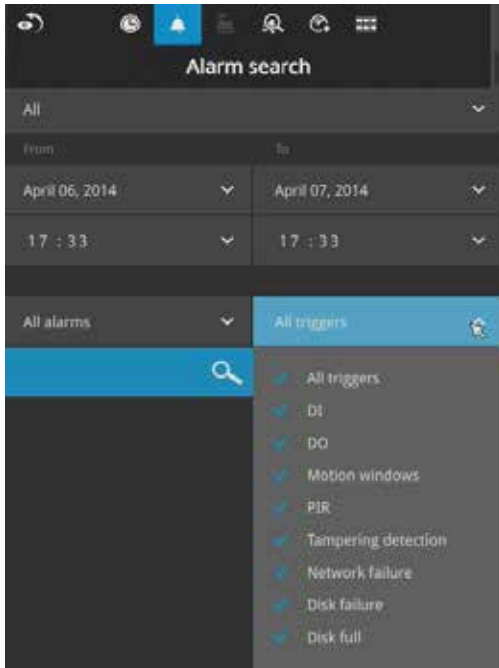 Alarm search
All
From To
April 06, 2014 April 07, 2014
17 : 33 17 : 33
All alarms All triggers
All triggers
DI
DO
Motion windows
PIR
Tampering detection
Network failure
Disk failure
Disk full